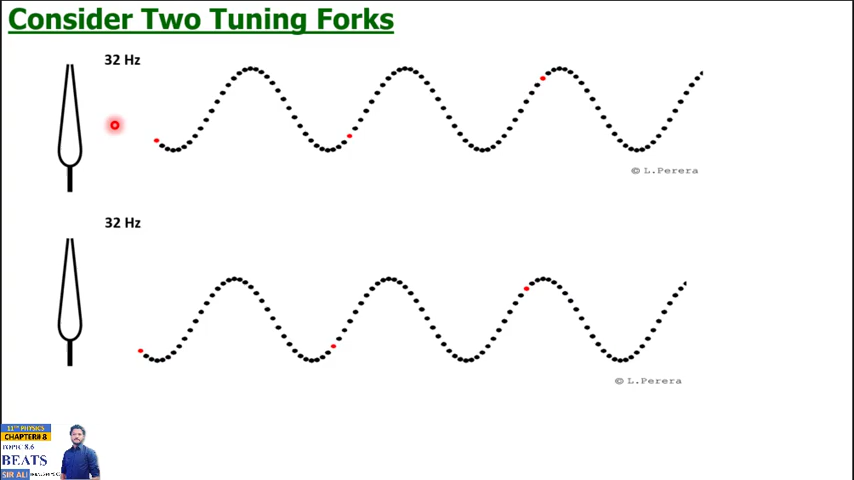 Consider Two Tuning Forks
32 Hz
© L.Perera
32 Hz
© L.Perera
11TH PHYSICS
CHAPTER# 8
TOPIC 8.6
BEATS
SIR ALI